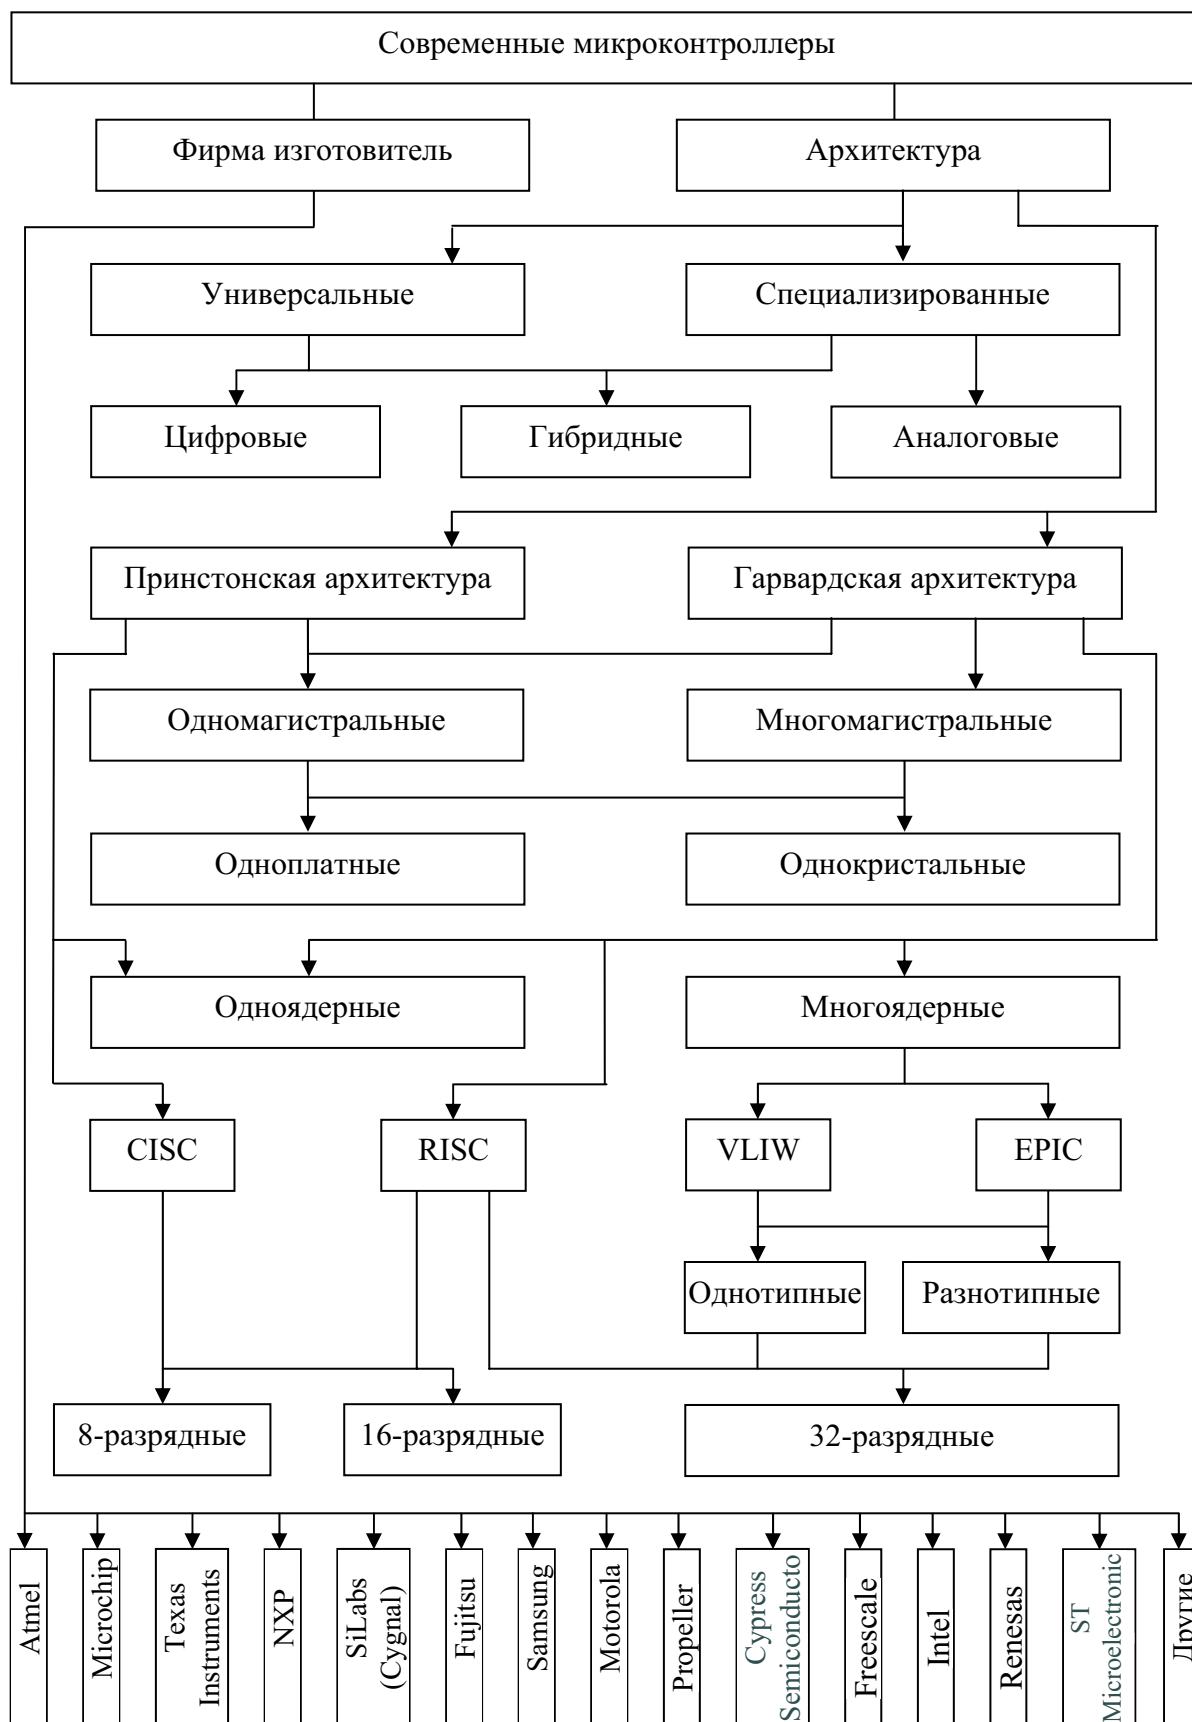 Современные микроконтроллеры
Фирма изготовитель
Архитектура
Универсальные
Специализированные
Цифровые
Гибридные
Аналоговые
Принстонская архитектура
Гарвардская архитектура
Одномагистральные
Многомагистральные
Одноплатные
Однокристальные
Одноядерные
Многоядерные
CISC
RISC
VLIW
EPIC
Однотипные
Разнотипные
8-разрядные
16-разрядные
32-разрядные
Atmel
Microchip
Texas
Instruments
NXP
SiLabs
(Cygnal)
Fujitsu
Samsung
Motorola
Propeller
Cypress
Semiconducto
Freescale
Intel
Renesas
ST
Microelectronic
Другие